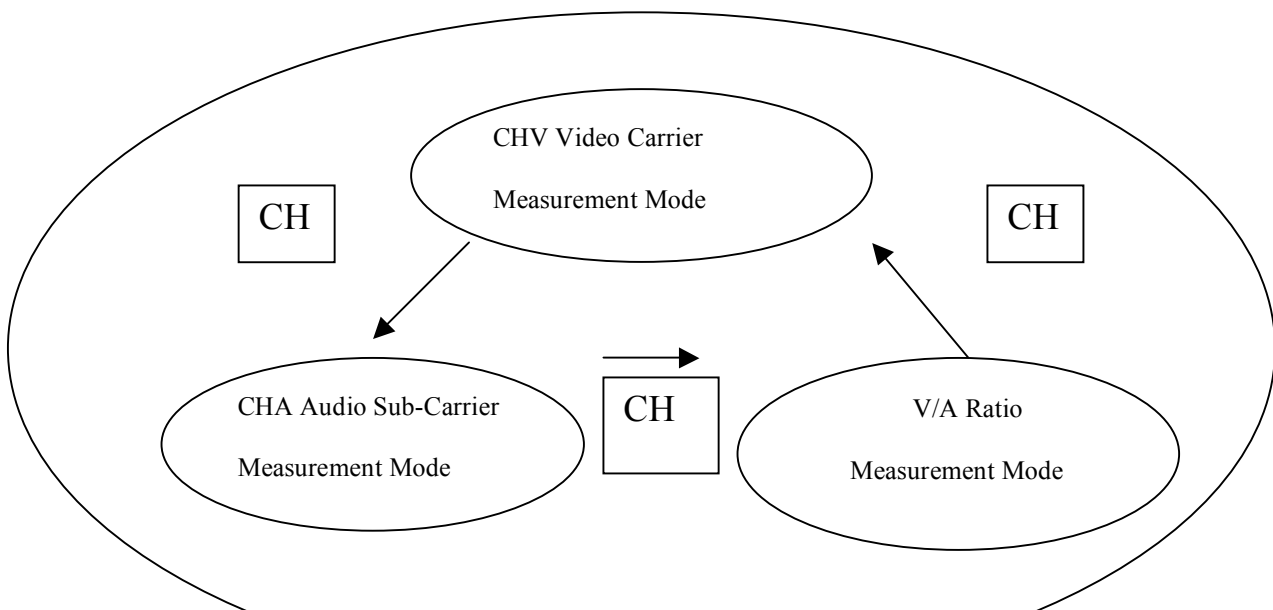 CHV Video Carrier
Measurement Mode
CH
CH
CHA Audio Sub-Carrier
Measurement Mode
CH
V/A Ratio
Measurement Mode